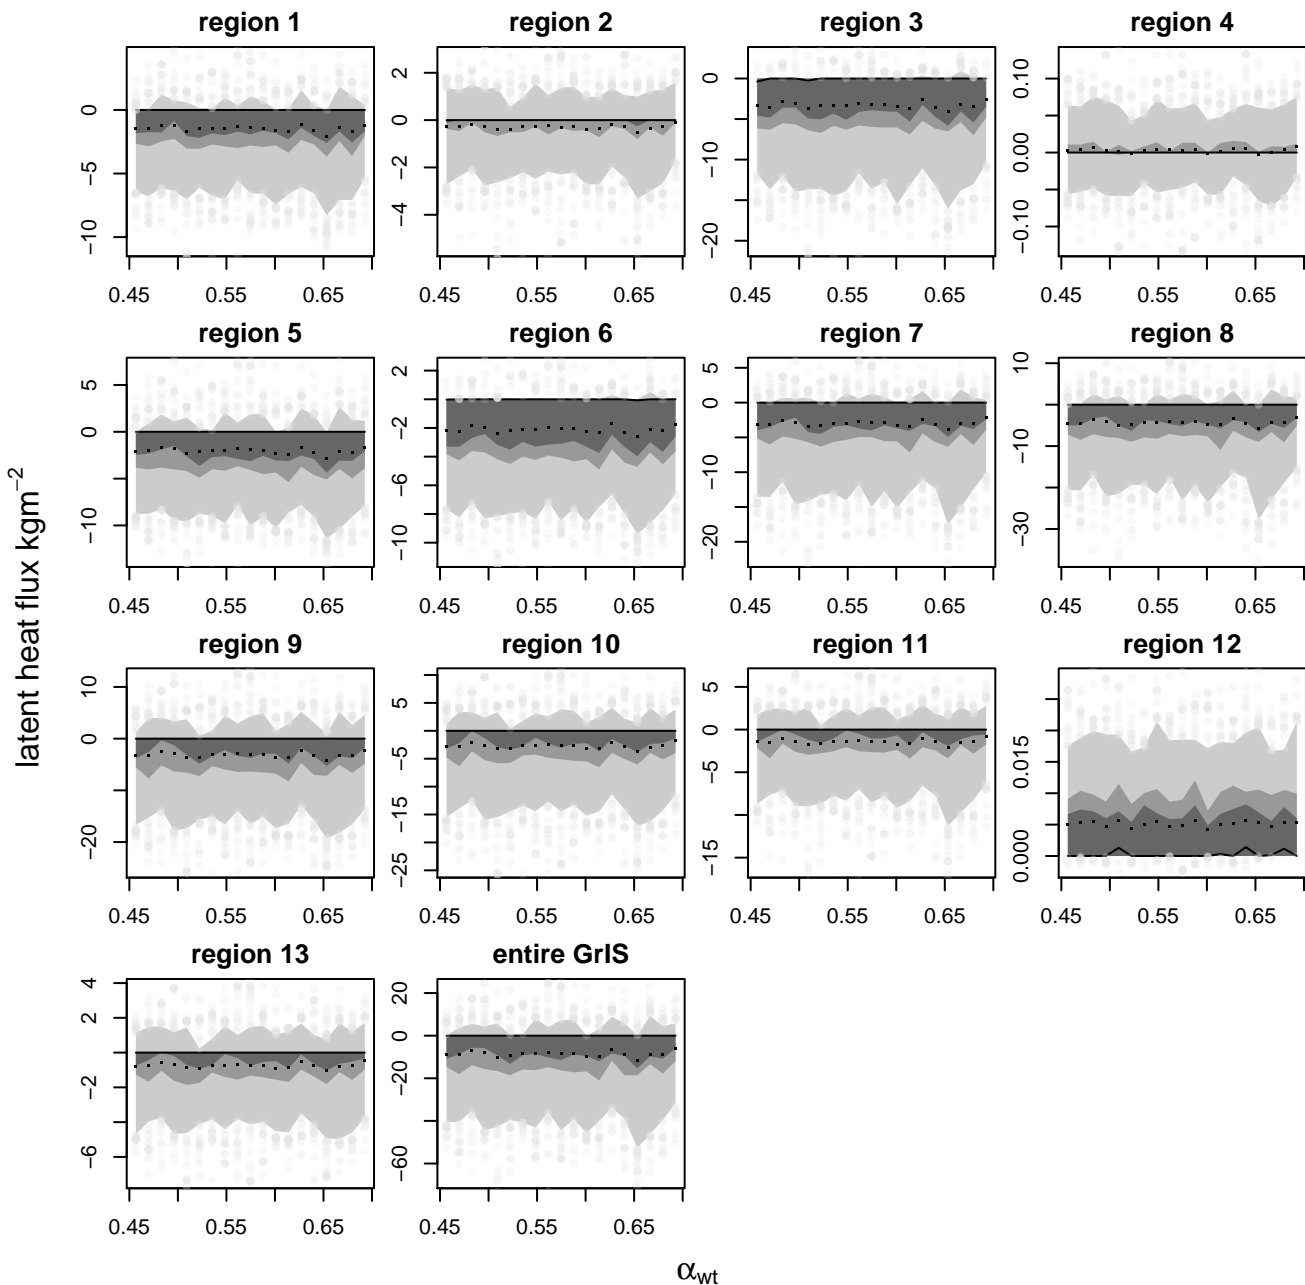 region 1 region 2 region 3 region 4
0 −5 −10
2 0 −2 −4
0 −10 −20
0.10 0.00 −0.10
0.45 0.55 0.65 0.45 0.55 0.65 0.45 0.55 0.65 0.45 0.55 0.65
region 5 region 6 region 7 region 8
5 0 −10
2 0 −2 −6 −10
5 0 −10 −20
10 −10 −30
0.45 0.55 0.65 0.45 0.55 0.65 0.45 0.55 0.65 0.45 0.55 0.65
latent heat flux kgm⁻²
region 9 region 10 region 11 region 12
10 0 −20
5 −5 −15 −25
5 0 −5 −15
0.015 0.000
0.45 0.55 0.65 0.45 0.55 0.65 0.45 0.55 0.65 0.45 0.55 0.65
region 13 entire GrIS
4 2 −2 −6
20 0 −20 −60
0.45 0.55 0.65 0.45 0.55 0.65
α_wt